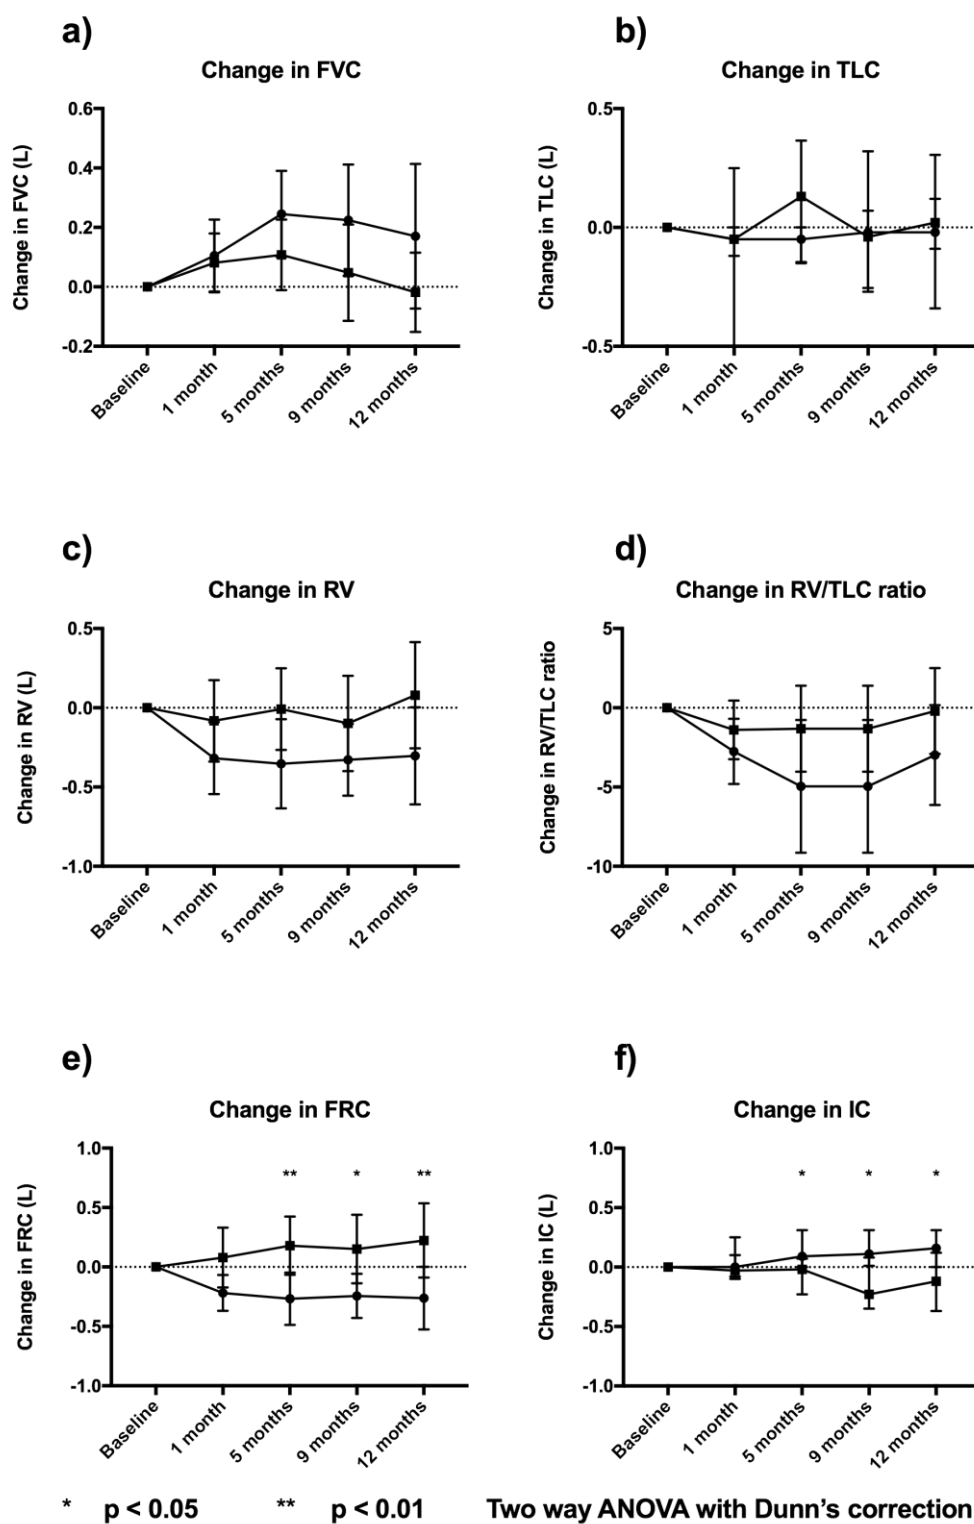 a)
Change in FVC
Change in FVC (L)
0.6
0.4
0.2
0.0
-0.2
Baseline
1 month
5 months
9 months
12 months
b)
Change in TLC
Change in TLC (L)
0.5
0.0
-0.5
Baseline
1 month
5 months
9 months
12 months
c)
Change in RV
Change in RV (L)
0.5
0.0
-0.5
-1.0
Baseline
1 month
5 months
9 months
12 months
d)
Change in RV/TLC ratio
Change in RV/TLC ratio
5
0
-5
-10
Baseline
1 month
5 months
9 months
12 months
e)
Change in FRC
Change in FRC (L)
1.0
0.5
0.0
-0.5
-1.0
** * **
Baseline
1 month
5 months
9 months
12 months
f)
Change in IC
Change in IC (L)
1.0
0.5
0.0
-0.5
-1.0
* * *
Baseline
1 month
5 months
9 months
12 months
* p < 0.05 ** p < 0.01 Two way ANOVA with Dunn's correction